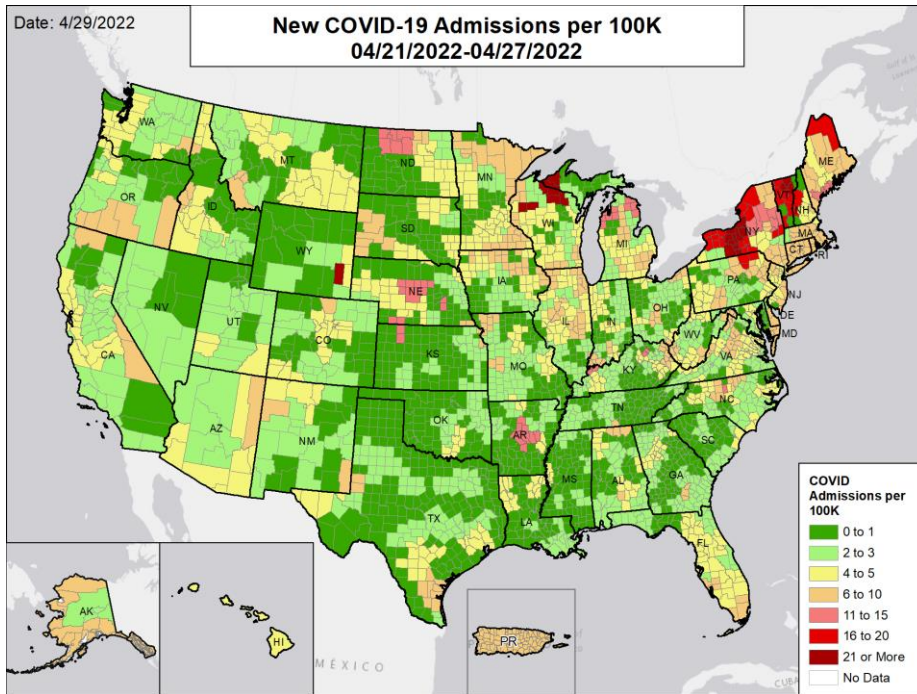 Date: 4/29/2022
New COVID-19 Admissions per 100K
04/21/2022-04/27/2022
WA
MT
ND
MN
ME
OR
ID
SD
WI
MI
VT
NH
NY
MA
CT
RI
WY
IA
NE
PA
NJ
NV
UT
CO
IL
IN
OH
DE
MD
CA
KS
MO
WV
KY
VA
AZ
NM
OK
AR
TN
NC
SC
TX
LA
MS
AL
GA
FL
AK
HI
PR
MÉXICO
CUBA
COVID
Admissions per
100K
0 to 1
2 to 3
4 to 5
6 to 10
11 to 15
16 to 20
21 or More
No Data